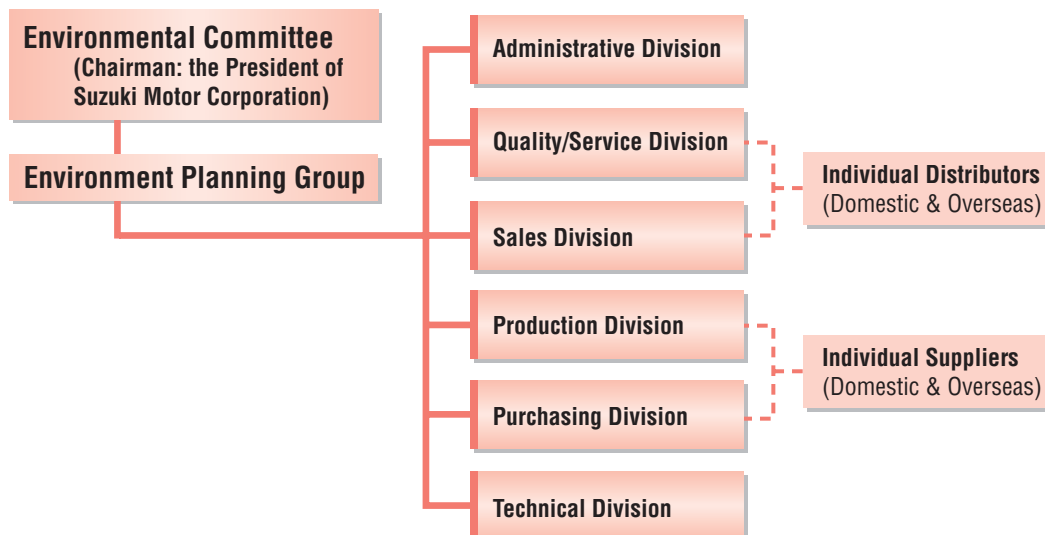 Environmental Committee
(Chairman: the President of
Suzuki Motor Corporation)
Environment Planning Group
Administrative Division
Quality/Service Division
Sales Division
Production Division
Purchasing Division
Technical Division
Individual Distributors
(Domestic & Overseas)
Individual Suppliers
(Domestic & Overseas)